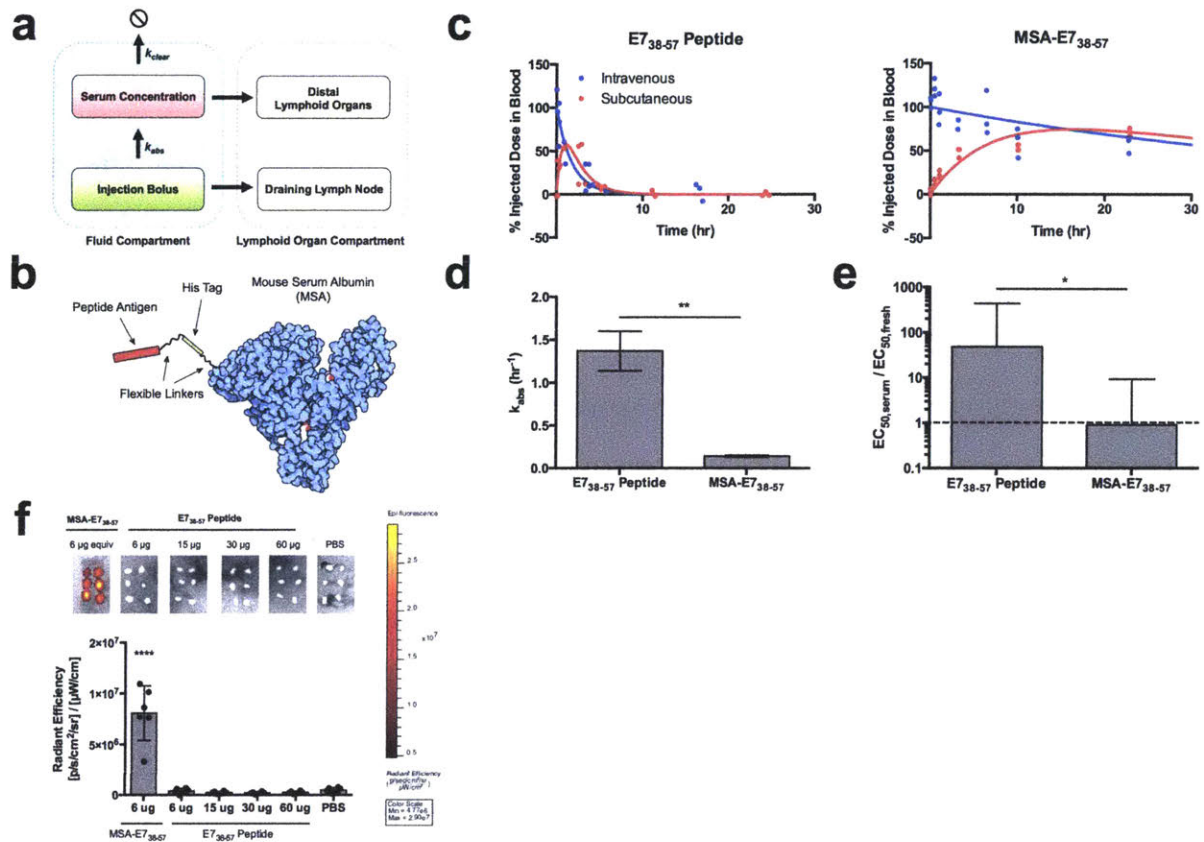 a
k_clear
Serum Concentration
Distal
Lymphoid Organs
k_abs
Injection Bolus
Draining Lymph Node
Fluid Compartment
Lymphoid Organ Compartment
b
Peptide Antigen
His Tag
Mouse Serum Albumin
(MSA)
Flexible Linkers
c
E7₃₈₋₅₇ Peptide
% Injected Dose in Blood
150
100
50
0
-50
Intravenous
Subcutaneous
10
20
30
Time (hr)
MSA-E7₃₈₋₅₇
% Injected Dose in Blood
150
100
50
0
-50
10
20
30
Time (hr)
d
k_abs (hr⁻¹)
2.0
1.5
1.0
0.5
0.0
**
E7₃₈₋₅₇ Peptide
MSA-E7₃₈₋₅₇
e
EC₅₀,serum / EC₅₀,fresh
1000
100
10
1
0.1
*
E7₃₈₋₅₇ Peptide
MSA-E7₃₈₋₅₇
f
MSA-E7₃₈₋₅₇
E7₃₈₋₅₇ Peptide
6 µg equiv
6 µg
15 µg
30 µg
60 µg
PBS
Radiant Efficiency
[p/s/cm²/sr] / [µW/cm]
2×10⁷
1×10⁷
5×10⁶
0
****
6 ug
6 ug
15 ug
30 ug
60 ug
PBS
MSA-E7₃₈₋₅₇
E7₃₈₋₅₇ Peptide
Epi-fluorescence
2.5
2.0
x10⁷
1.5
1.0
0.5
Radiant Efficiency
Color Scale
Min = 4.77e6
Max = 2.90e7